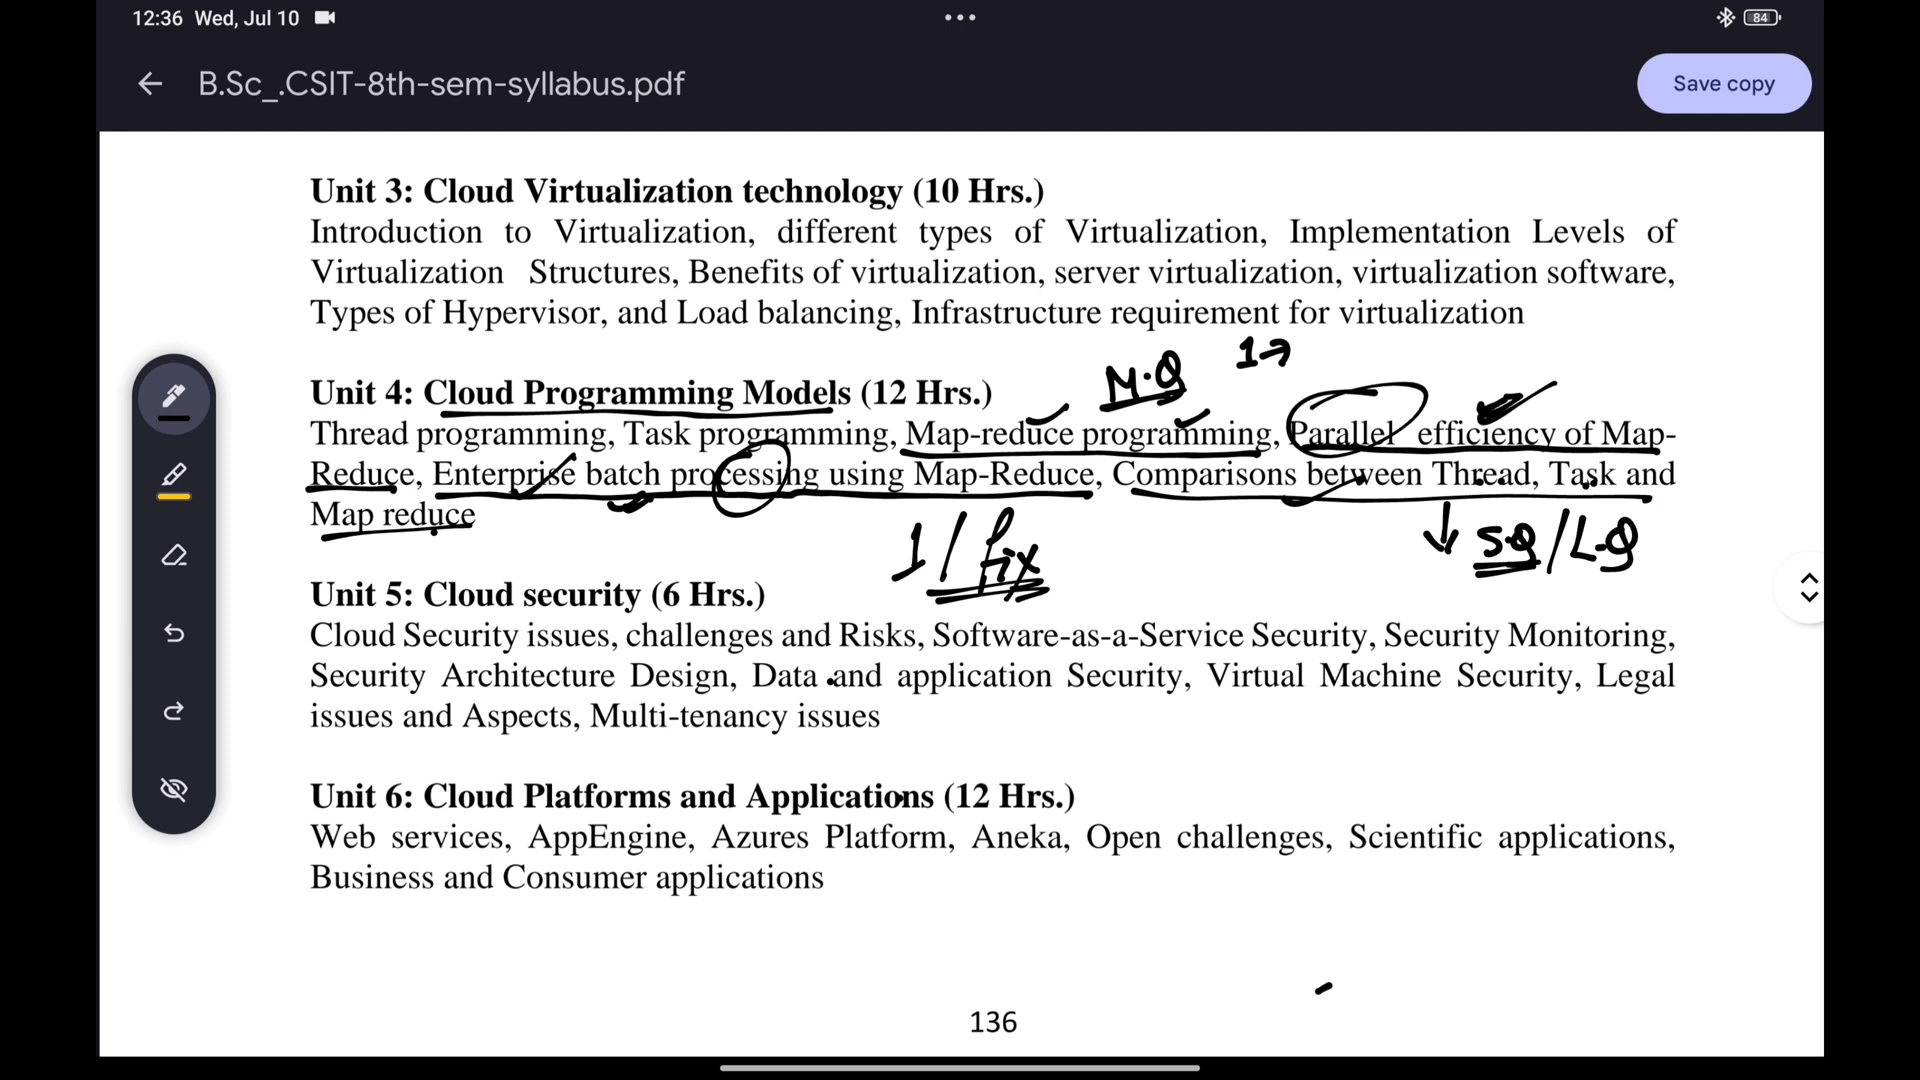 12:36 Wed, Jul 10
84
B.Sc_.CSIT-8th-sem-syllabus.pdf
Save copy
Unit 3: Cloud Virtualization technology (10 Hrs.)
Introduction to Virtualization, different types of Virtualization, Implementation Levels of
Virtualization Structures, Benefits of virtualization, server virtualization, virtualization software,
Types of Hypervisor, and Load balancing, Infrastructure requirement for virtualization
M.Q 1→
Unit 4: Cloud Programming Models (12 Hrs.)
Thread programming, Task programming, Map-reduce programming, Parallel efficiency of Map-
Reduce, Enterprise batch processing using Map-Reduce, Comparisons between Thread, Task and
Map reduce
1/fix
S.Q/L.Q
Unit 5: Cloud security (6 Hrs.)
Cloud Security issues, challenges and Risks, Software-as-a-Service Security, Security Monitoring,
Security Architecture Design, Data and application Security, Virtual Machine Security, Legal
issues and Aspects, Multi-tenancy issues
Unit 6: Cloud Platforms and Applications (12 Hrs.)
Web services, AppEngine, Azures Platform, Aneka, Open challenges, Scientific applications,
Business and Consumer applications
136